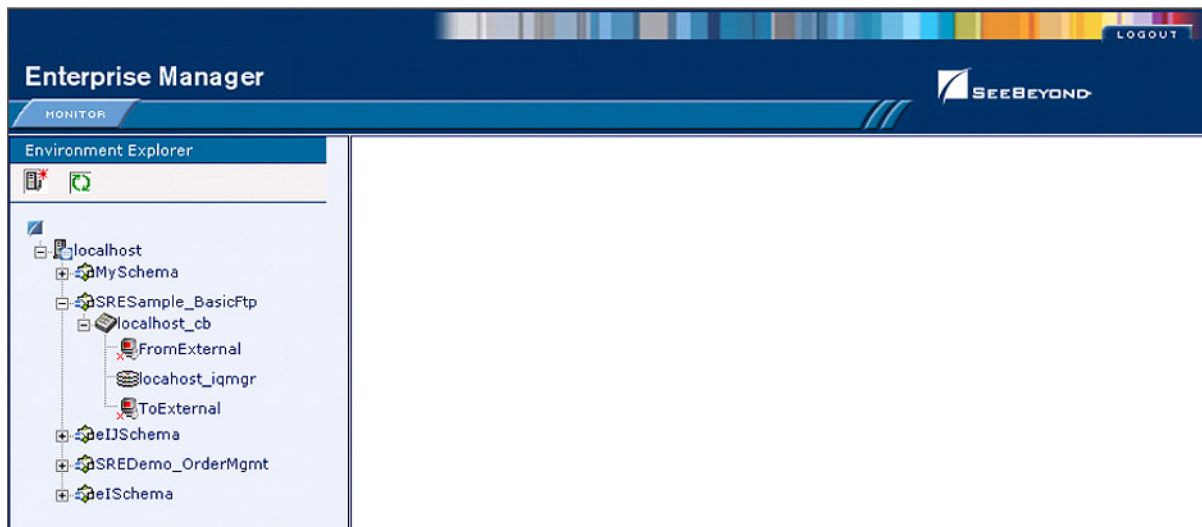 LOGOUT
Enterprise Manager
SEEBEYOND
MONITOR
Environment Explorer
localhost
MySchema
SRESample_BasicFtp
localhost_cb
FromExternal
locahost_iqmgr
ToExternal
eIJSchema
SREDemo_OrderMgmt
eISchema